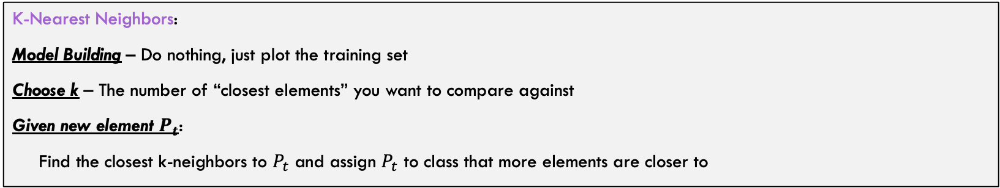 K-Nearest Neighbors:
Model Building – Do nothing, just plot the training set
Choose k – The number of “closest elements” you want to compare against
Given new element P_t:
Find the closest k-neighbors to P_t and assign P_t to class that more elements are closer to